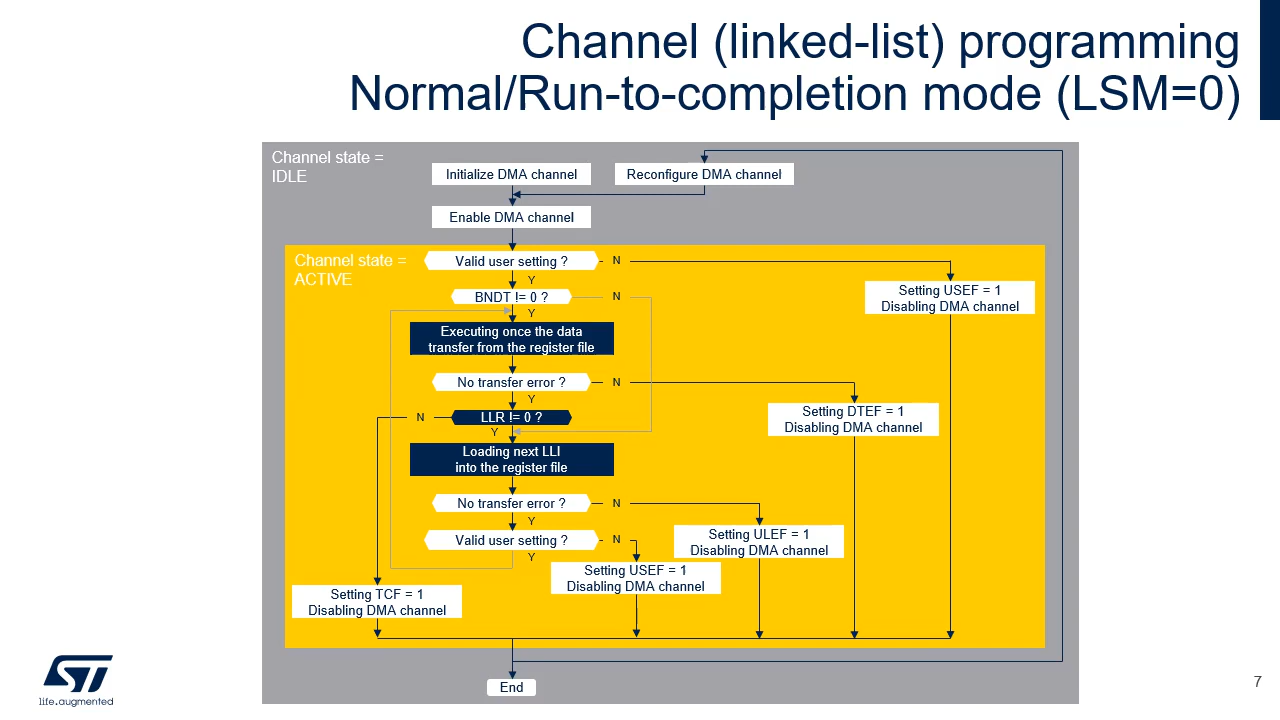 Channel (linked-list) programming
Normal/Run-to-completion mode (LSM=0)
Channel state =
IDLE
Initialize DMA channel
Reconfigure DMA channel
Enable DMA channel
Channel state =
ACTIVE
Valid user setting ?
N
Y
Setting USEF = 1
Disabling DMA channel
BNDT != 0 ?
N
Y
Executing once the data
transfer from the register file
No transfer error ?
N
Y
Setting DTEF = 1
Disabling DMA channel
N
LLR != 0 ?
Y
Loading next LLI
into the register file
No transfer error ?
N
Y
Setting ULEF = 1
Disabling DMA channel
Valid user setting ?
N
Y
Setting USEF = 1
Disabling DMA channel
Setting TCF = 1
Disabling DMA channel
End
ST
life.augmented
7